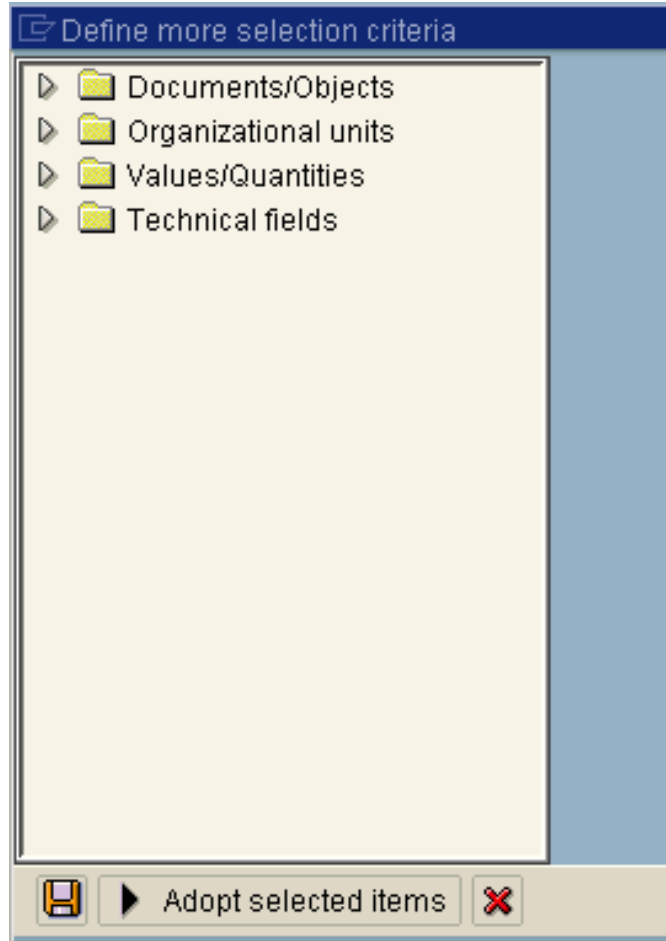 Define more selection criteria
Documents/Objects
Organizational units
Values/Quantities
Technical fields
Adopt selected items